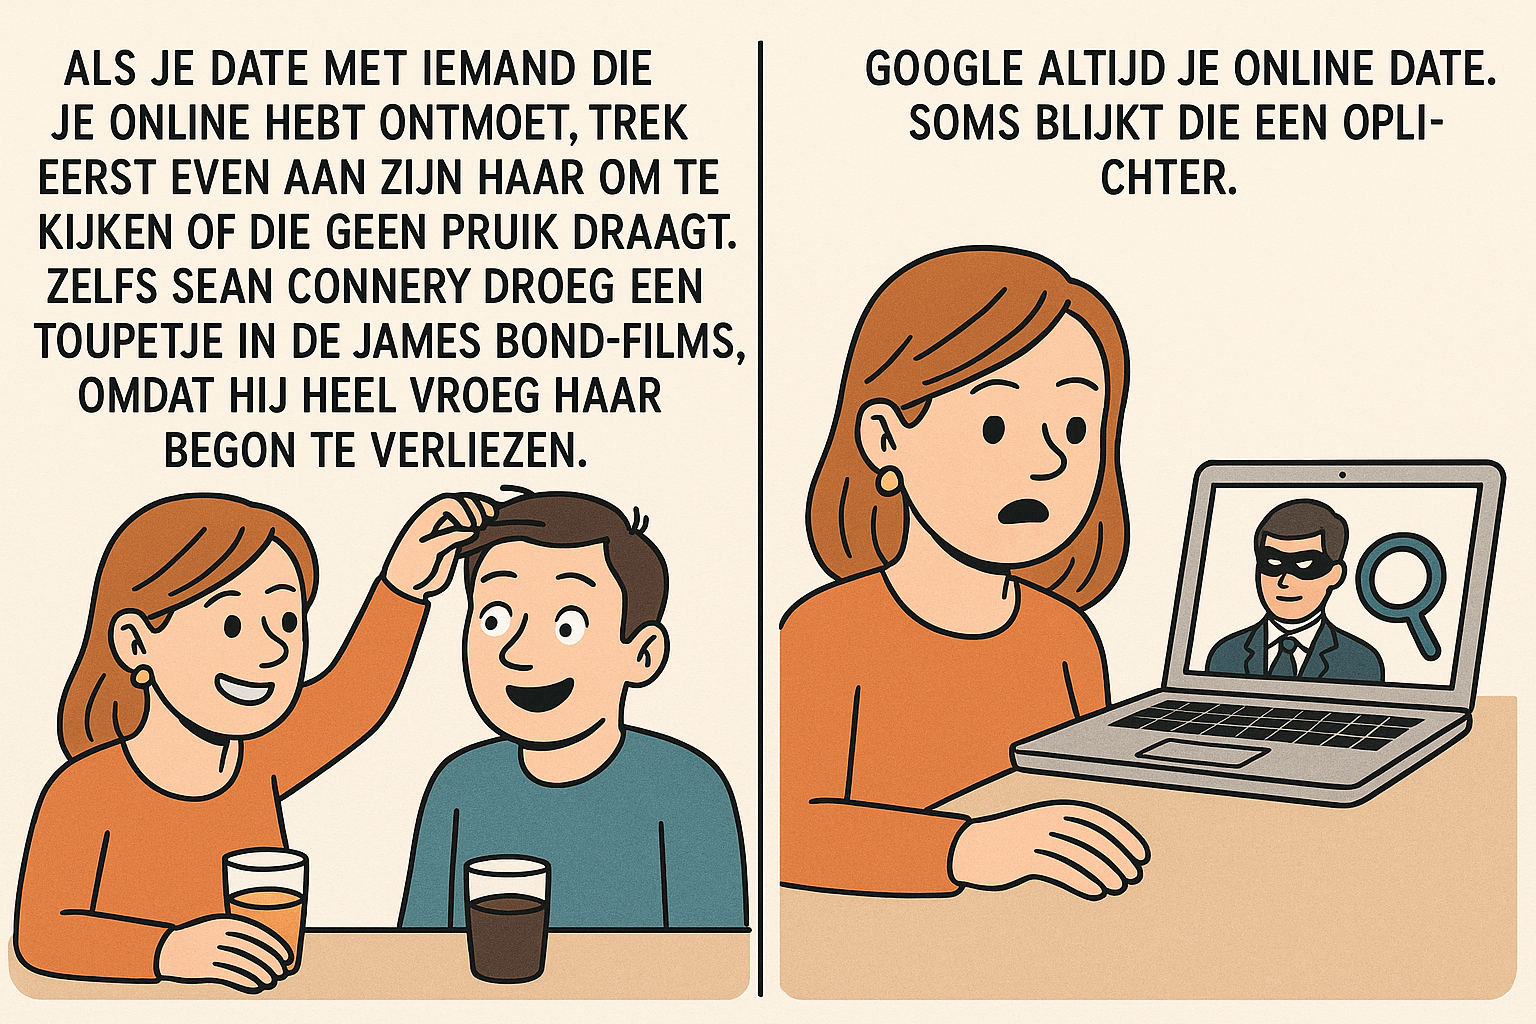 ALS JE DATE MET IEMAND DIE
JE ONLINE HEBT ONTMOET, TREK
EERST EVEN AAN ZIJN HAAR OM TE
KIJKEN OF DIE GEEN PRUIK DRAAGT.
ZELFS SEAN CONNERY DROEG EEN
TOUPETJE IN DE JAMES BOND-FILMS,
OMDAT HIJ HEEL VROEG HAAR
BEGON TE VERLIEZEN.
GOOGLE ALTIJD JE ONLINE DATE.
SOMS BLIJKT DIE EEN OPLI-
CHTER.